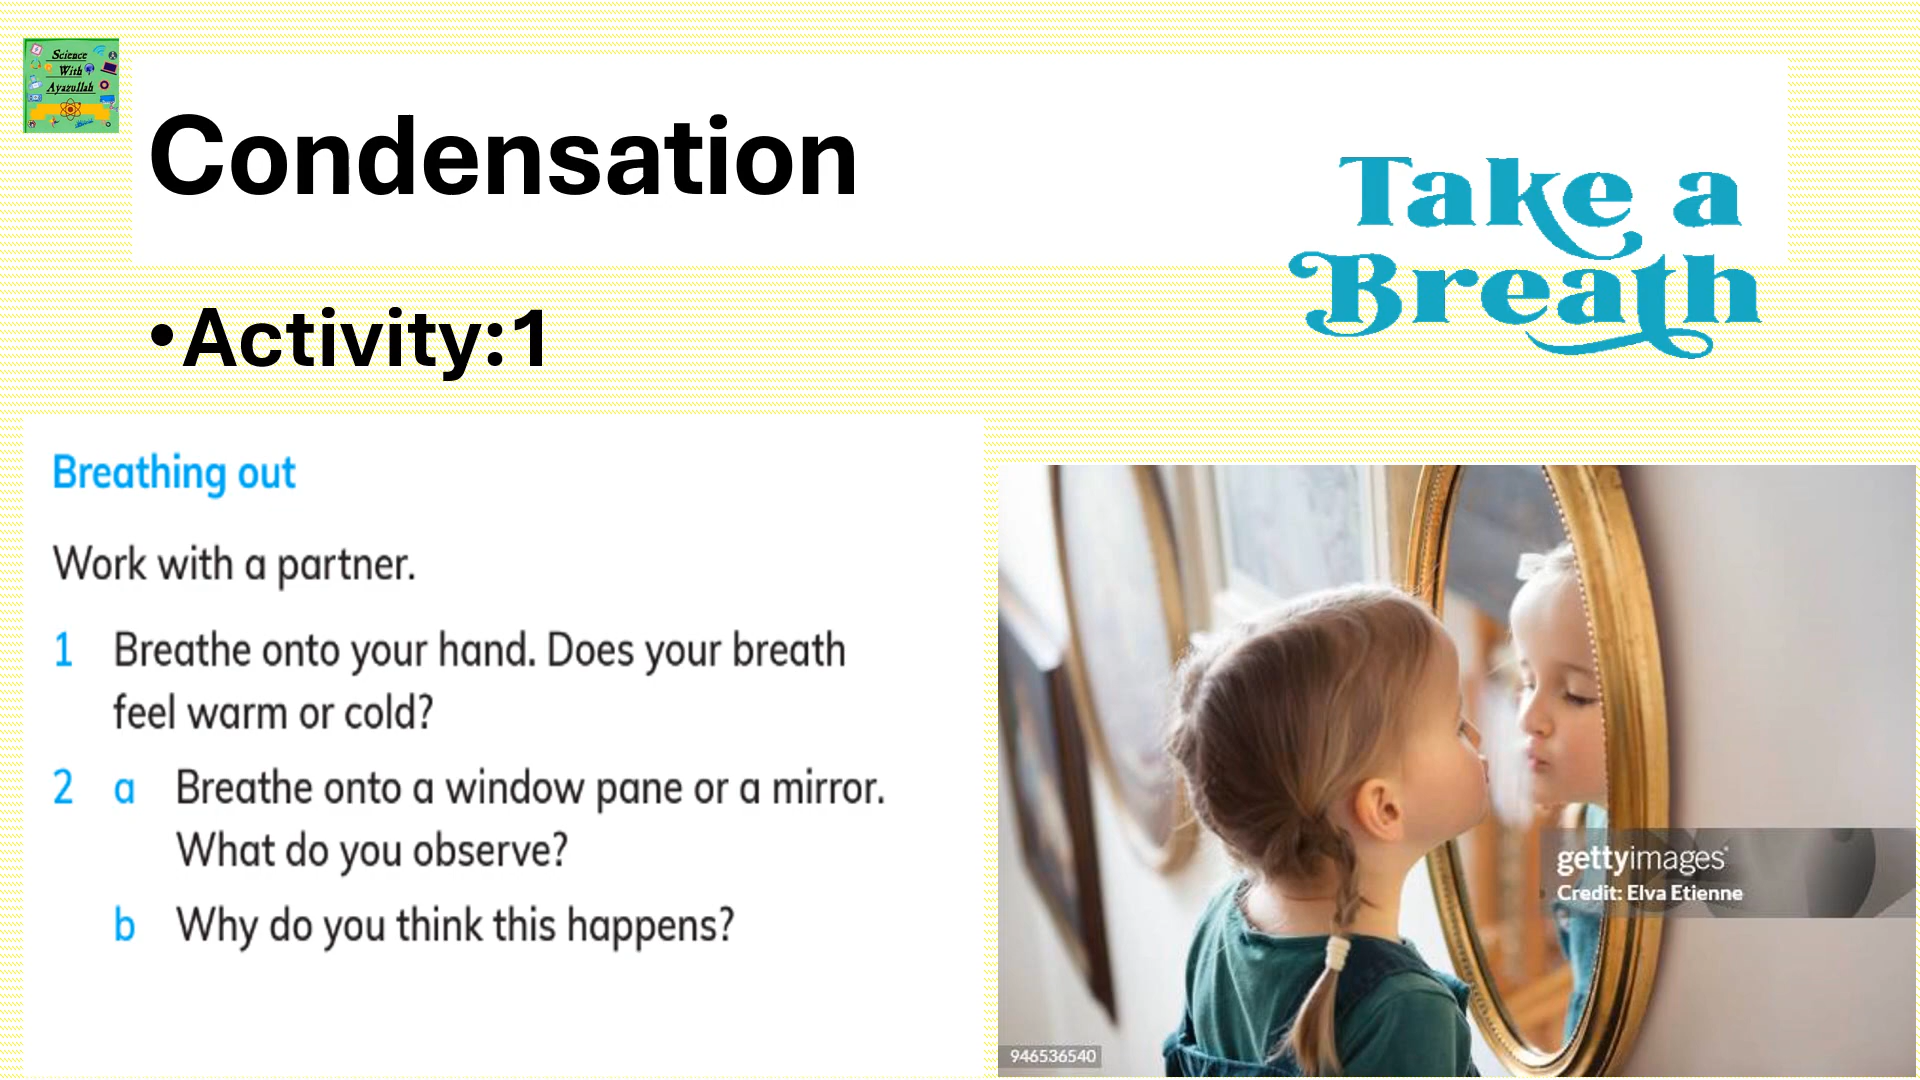 Science
With
Ayazullah
Condensation
Take a
Breath
•Activity:1
Breathing out
Work with a partner.
1 Breathe onto your hand. Does your breath
feel warm or cold?
2 a Breathe onto a window pane or a mirror.
What do you observe?
b Why do you think this happens?
gettyimages®
Credit: Elva Etienne
946536540